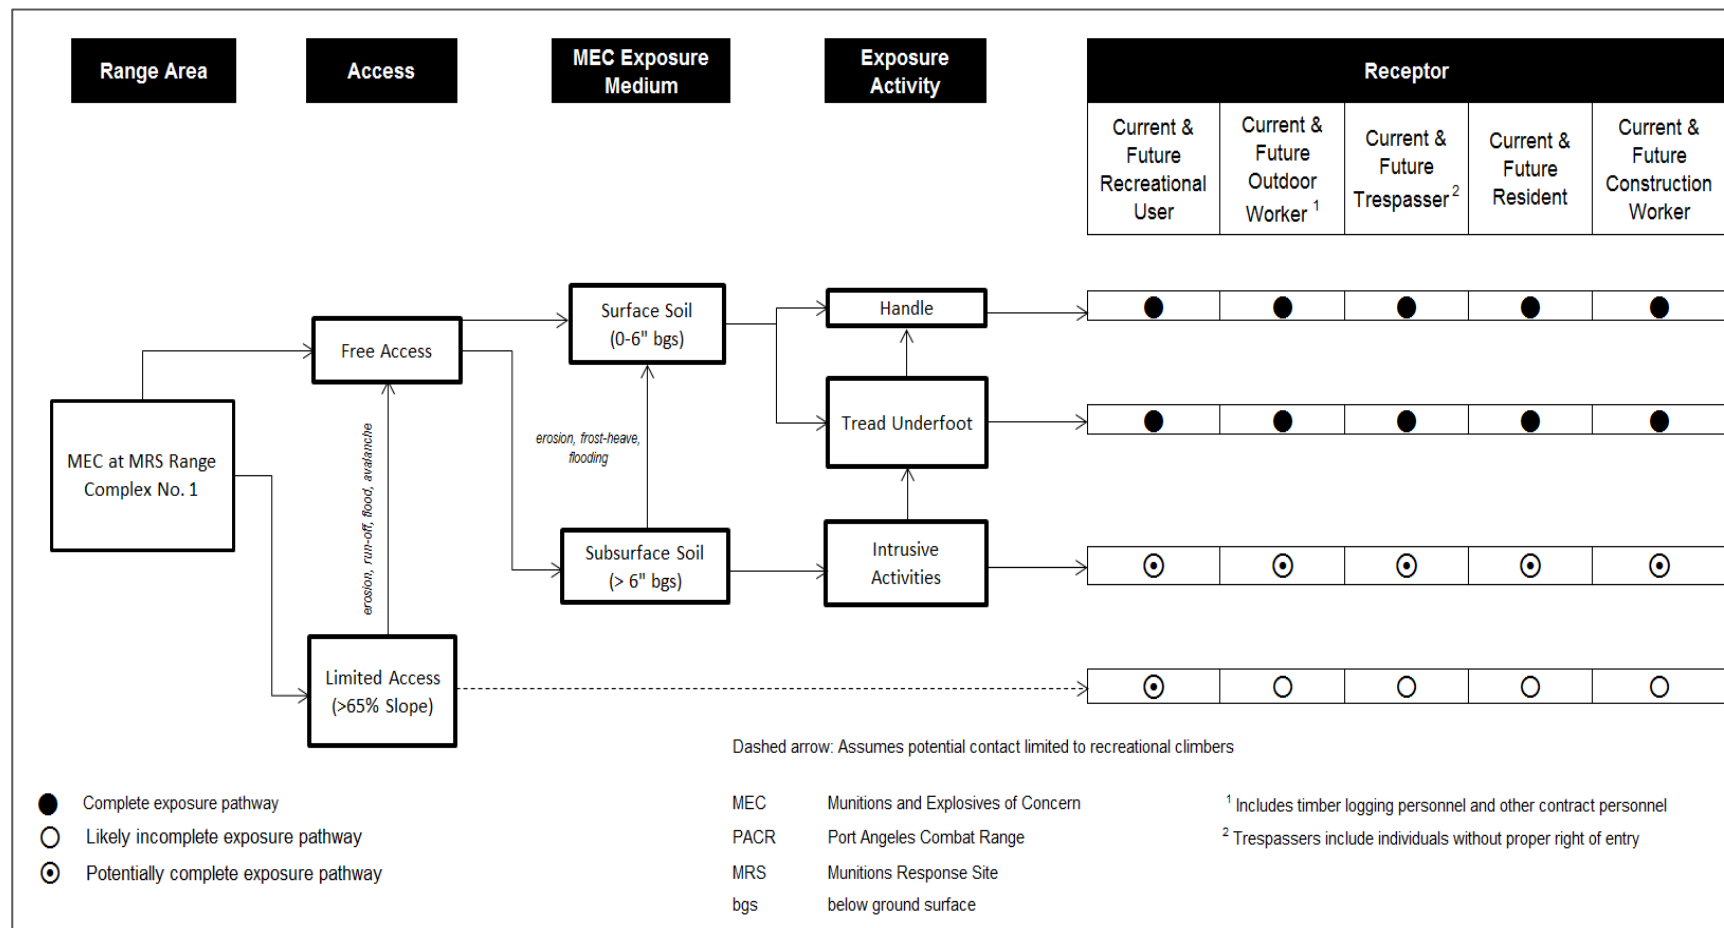 Range Area
Access
MEC Exposure
Medium
Exposure
Activity
Receptor
Current &
Future
Recreational
User
Current &
Future
Outdoor
Worker 1
Current &
Future
Trespasser 2
Current &
Future
Resident
Current &
Future
Construction
Worker
MEC at MRS Range
Complex No. 1
Free Access
erosion, run-off, flood, avalanche
Limited Access
(>65% Slope)
Surface Soil
(0-6" bgs)
erosion, frost-heave,
flooding
Subsurface Soil
(> 6" bgs)
Handle
Tread Underfoot
Intrusive
Activities
Dashed arrow: Assumes potential contact limited to recreational climbers
Complete exposure pathway
Likely incomplete exposure pathway
Potentially complete exposure pathway
MEC Munitions and Explosives of Concern
PACR Port Angeles Combat Range
MRS Munitions Response Site
bgs below ground surface
1 Includes timber logging personnel and other contract personnel
2 Trespassers include individuals without proper right of entry